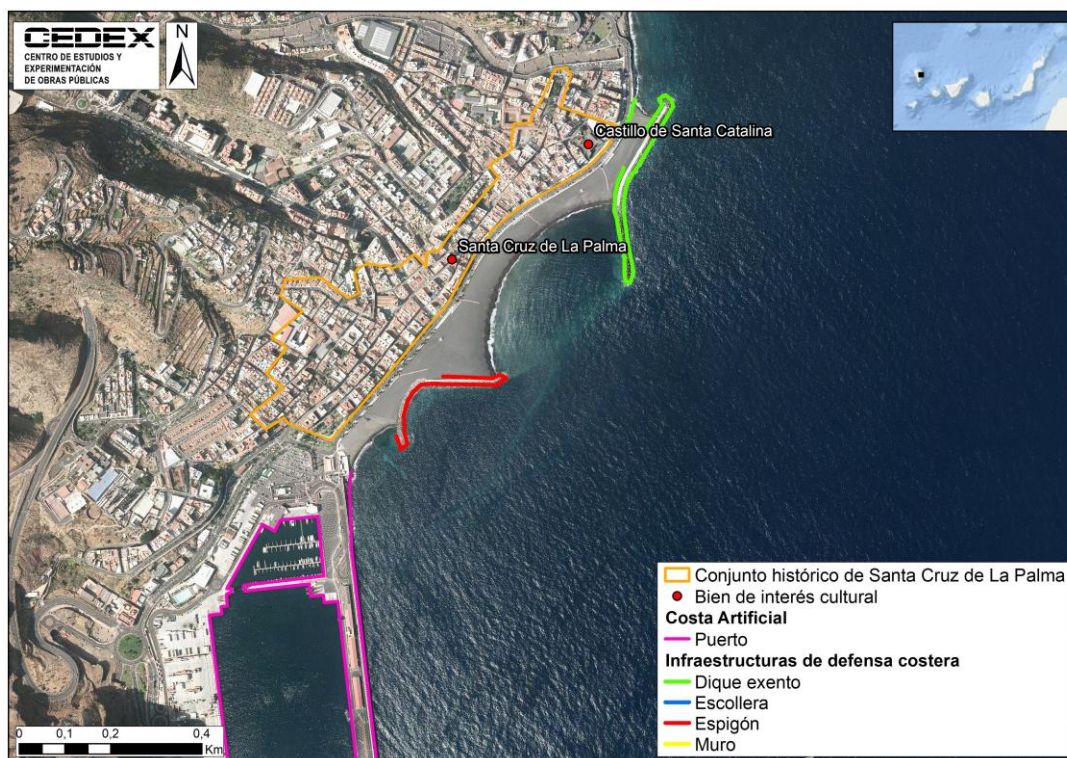 CEDEX
CENTRO DE ESTUDIOS Y
EXPERIMENTACIÓN
DE OBRAS PÚBLICAS
N
Castillo de Santa Catalina
Santa Cruz de La Palma
Conjunto histórico de Santa Cruz de La Palma
Bien de interés cultural
Costa Artificial
Puerto
Infraestructuras de defensa costera
Dique exento
Escollera
Espigón
Muro
0 0,1 0,2 0,4
Km